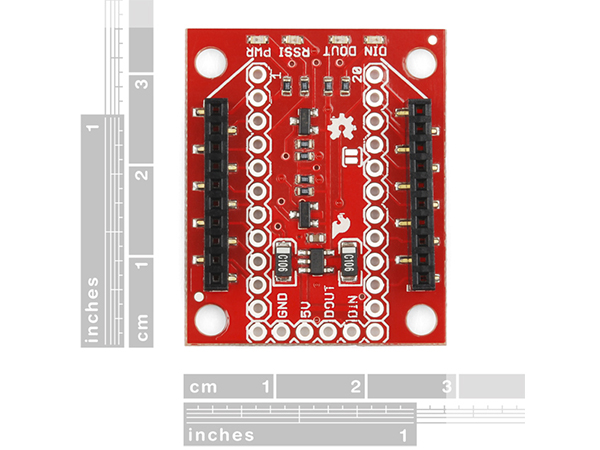 PWR
RSSI
DOUT
DIN
1
20
3
1
2
1
inches
cm
C106
C106
GND
5V
DOUT
DIN
cm 1 2 3
inches 1